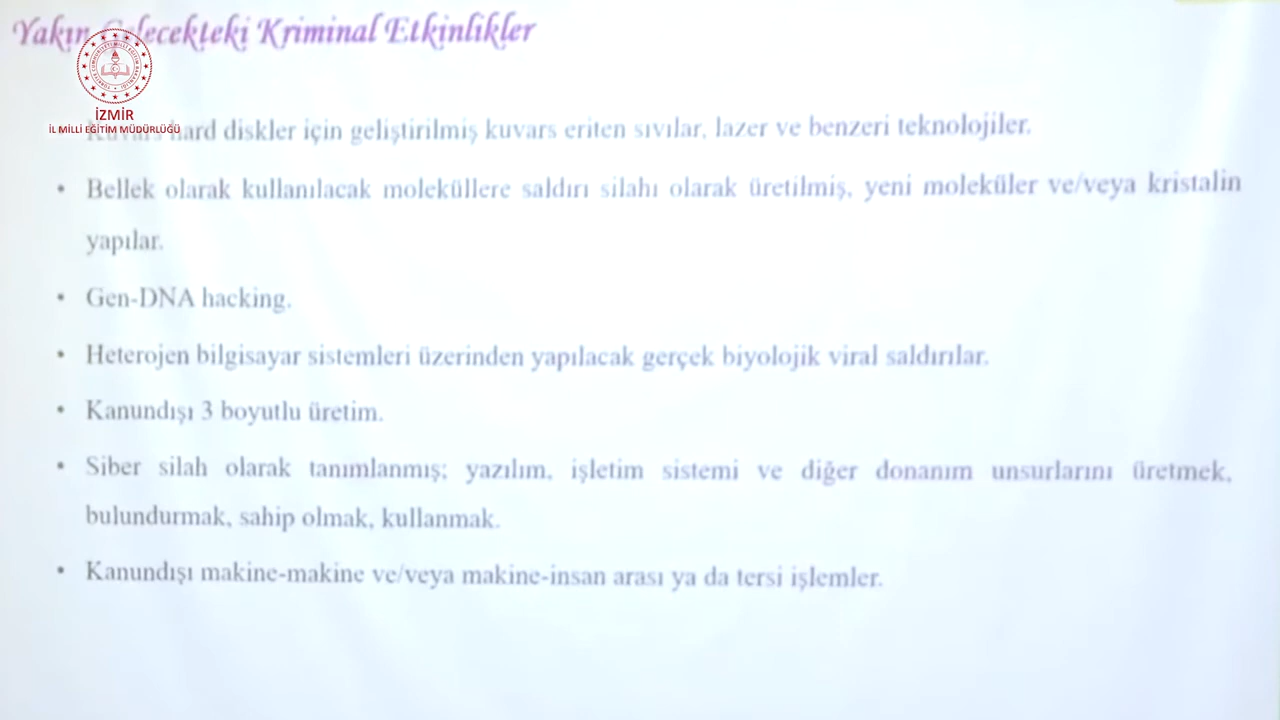 Yakın Gelecekteki Kriminal Etkinlikler
İZMİR
İL MİLLİ EĞİTİM MÜDÜRLÜĞÜ
Kuvars hard diskler için geliştirilmiş kuvars eriten sıvılar, lazer ve benzeri teknolojiler.
• Bellek olarak kullanılacak moleküllere saldırı silahı olarak üretilmiş, yeni moleküler ve/veya kristalin
yapılar.
• Gen-DNA hacking.
• Heterojen bilgisayar sistemleri üzerinden yapılacak gerçek biyolojik viral saldırılar.
• Kanundışı 3 boyutlu üretim.
• Siber silah olarak tanımlanmış; yazılım, işletim sistemi ve diğer donanım unsurlarını üretmek,
bulundurmak, sahip olmak, kullanmak.
• Kanundışı makine-makine ve/veya makine-insan arası ya da tersi işlemler.